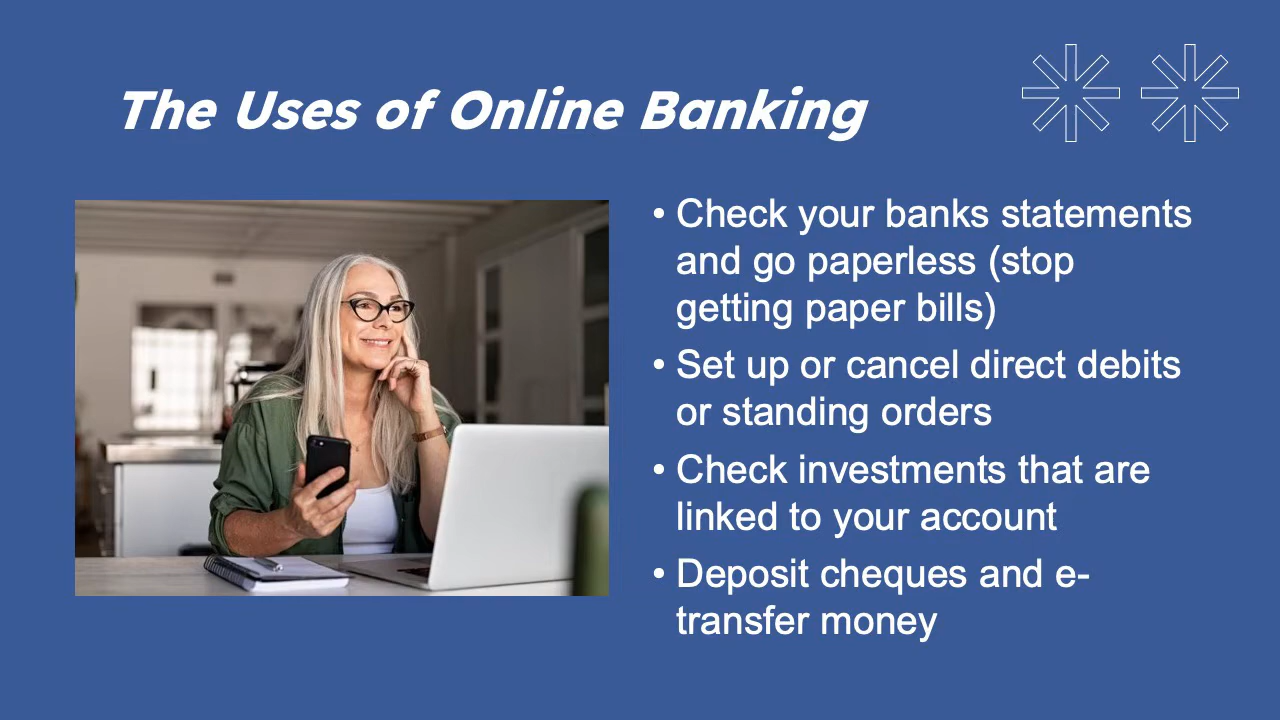 The Uses of Online Banking
• Check your banks statements
and go paperless (stop
getting paper bills)
• Set up or cancel direct debits
or standing orders
• Check investments that are
linked to your account
• Deposit cheques and e-
transfer money